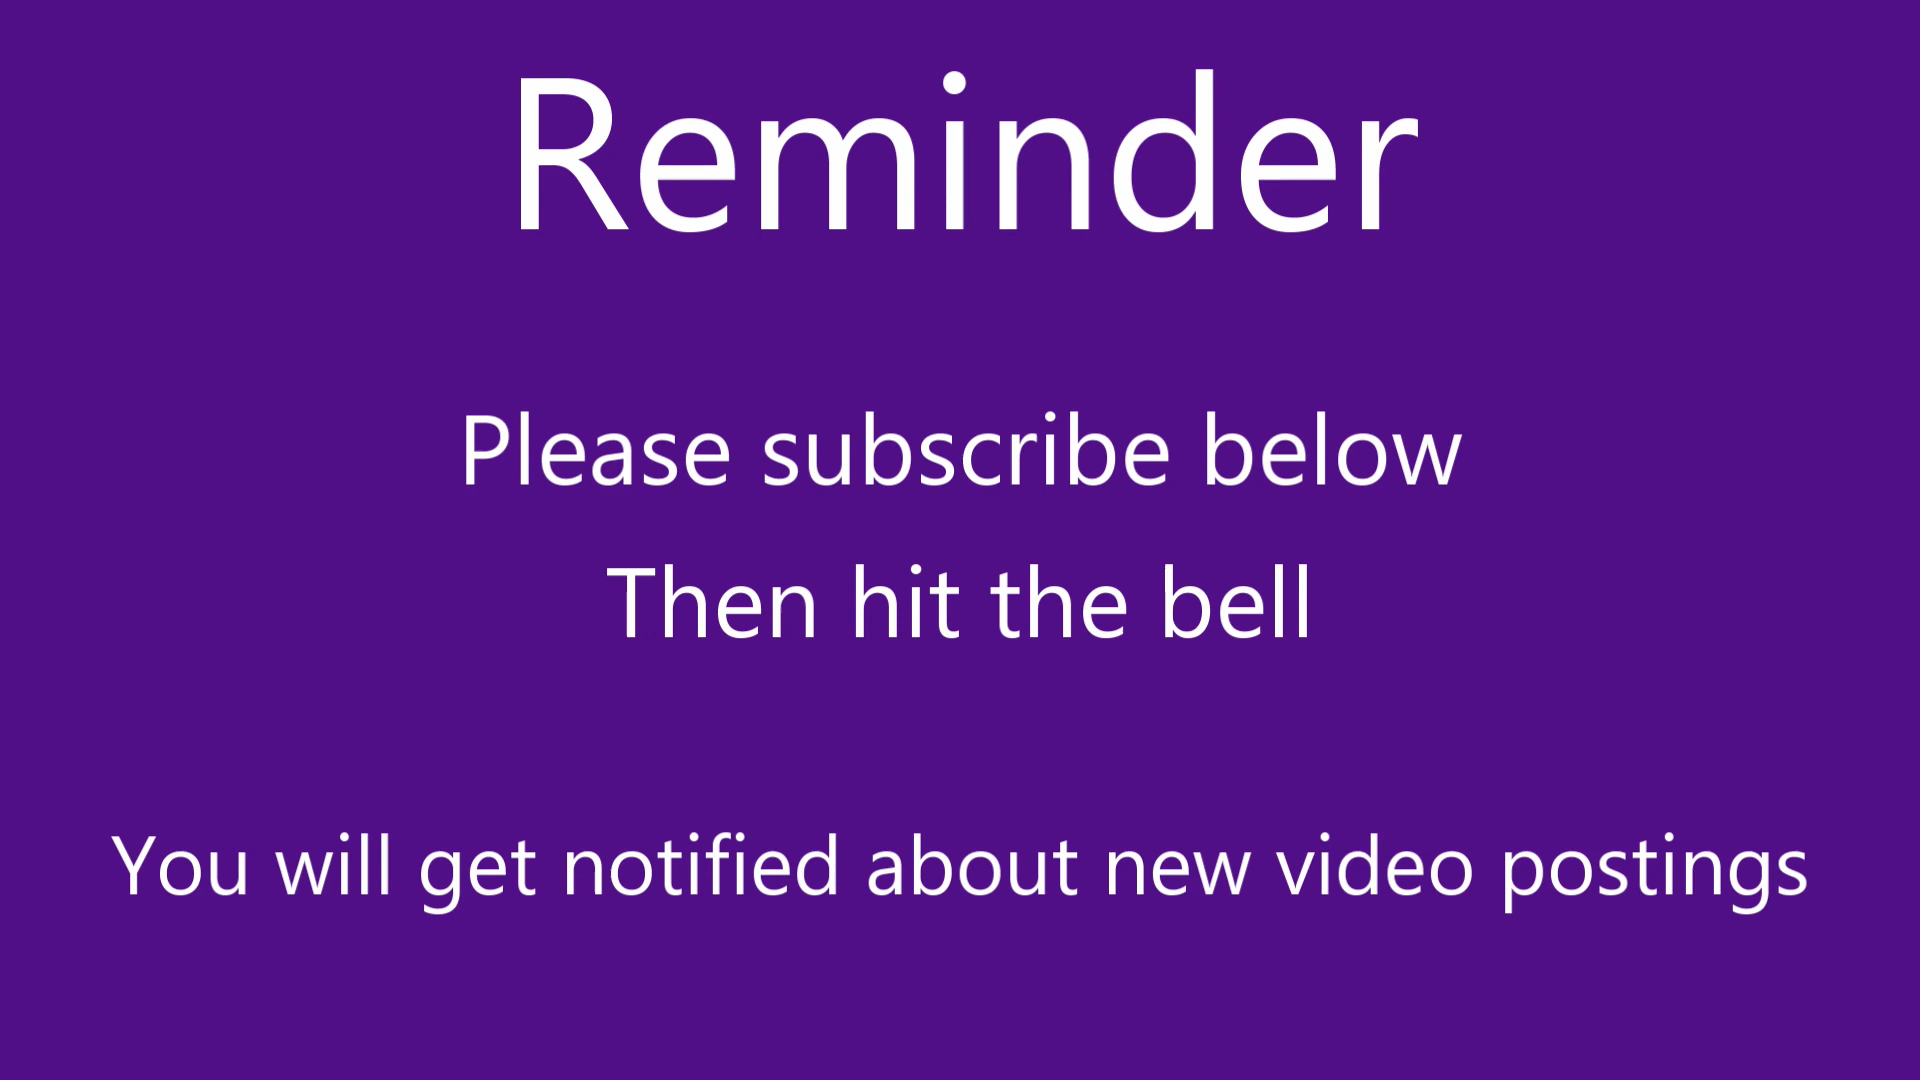 Reminder
Please subscribe below
Then hit the bell
You will get notified about new video postings